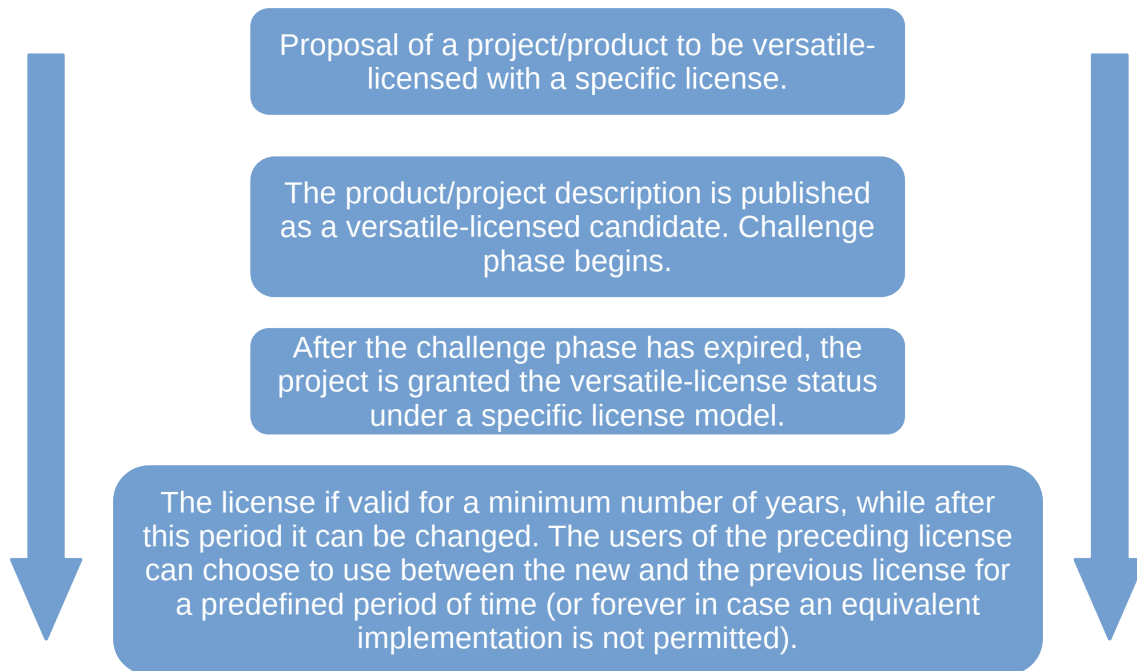 Proposal of a project/product to be versatile-
licensed with a specific license.
The product/project description is published
as a versatile-licensed candidate. Challenge
phase begins.
After the challenge phase has expired, the
project is granted the versatile-license status
under a specific license model.
The license if valid for a minimum number of years, while after
this period it can be changed. The users of the preceding license
can choose to use between the new and the previous license for
a predefined period of time (or forever in case an equivalent
implementation is not permitted).